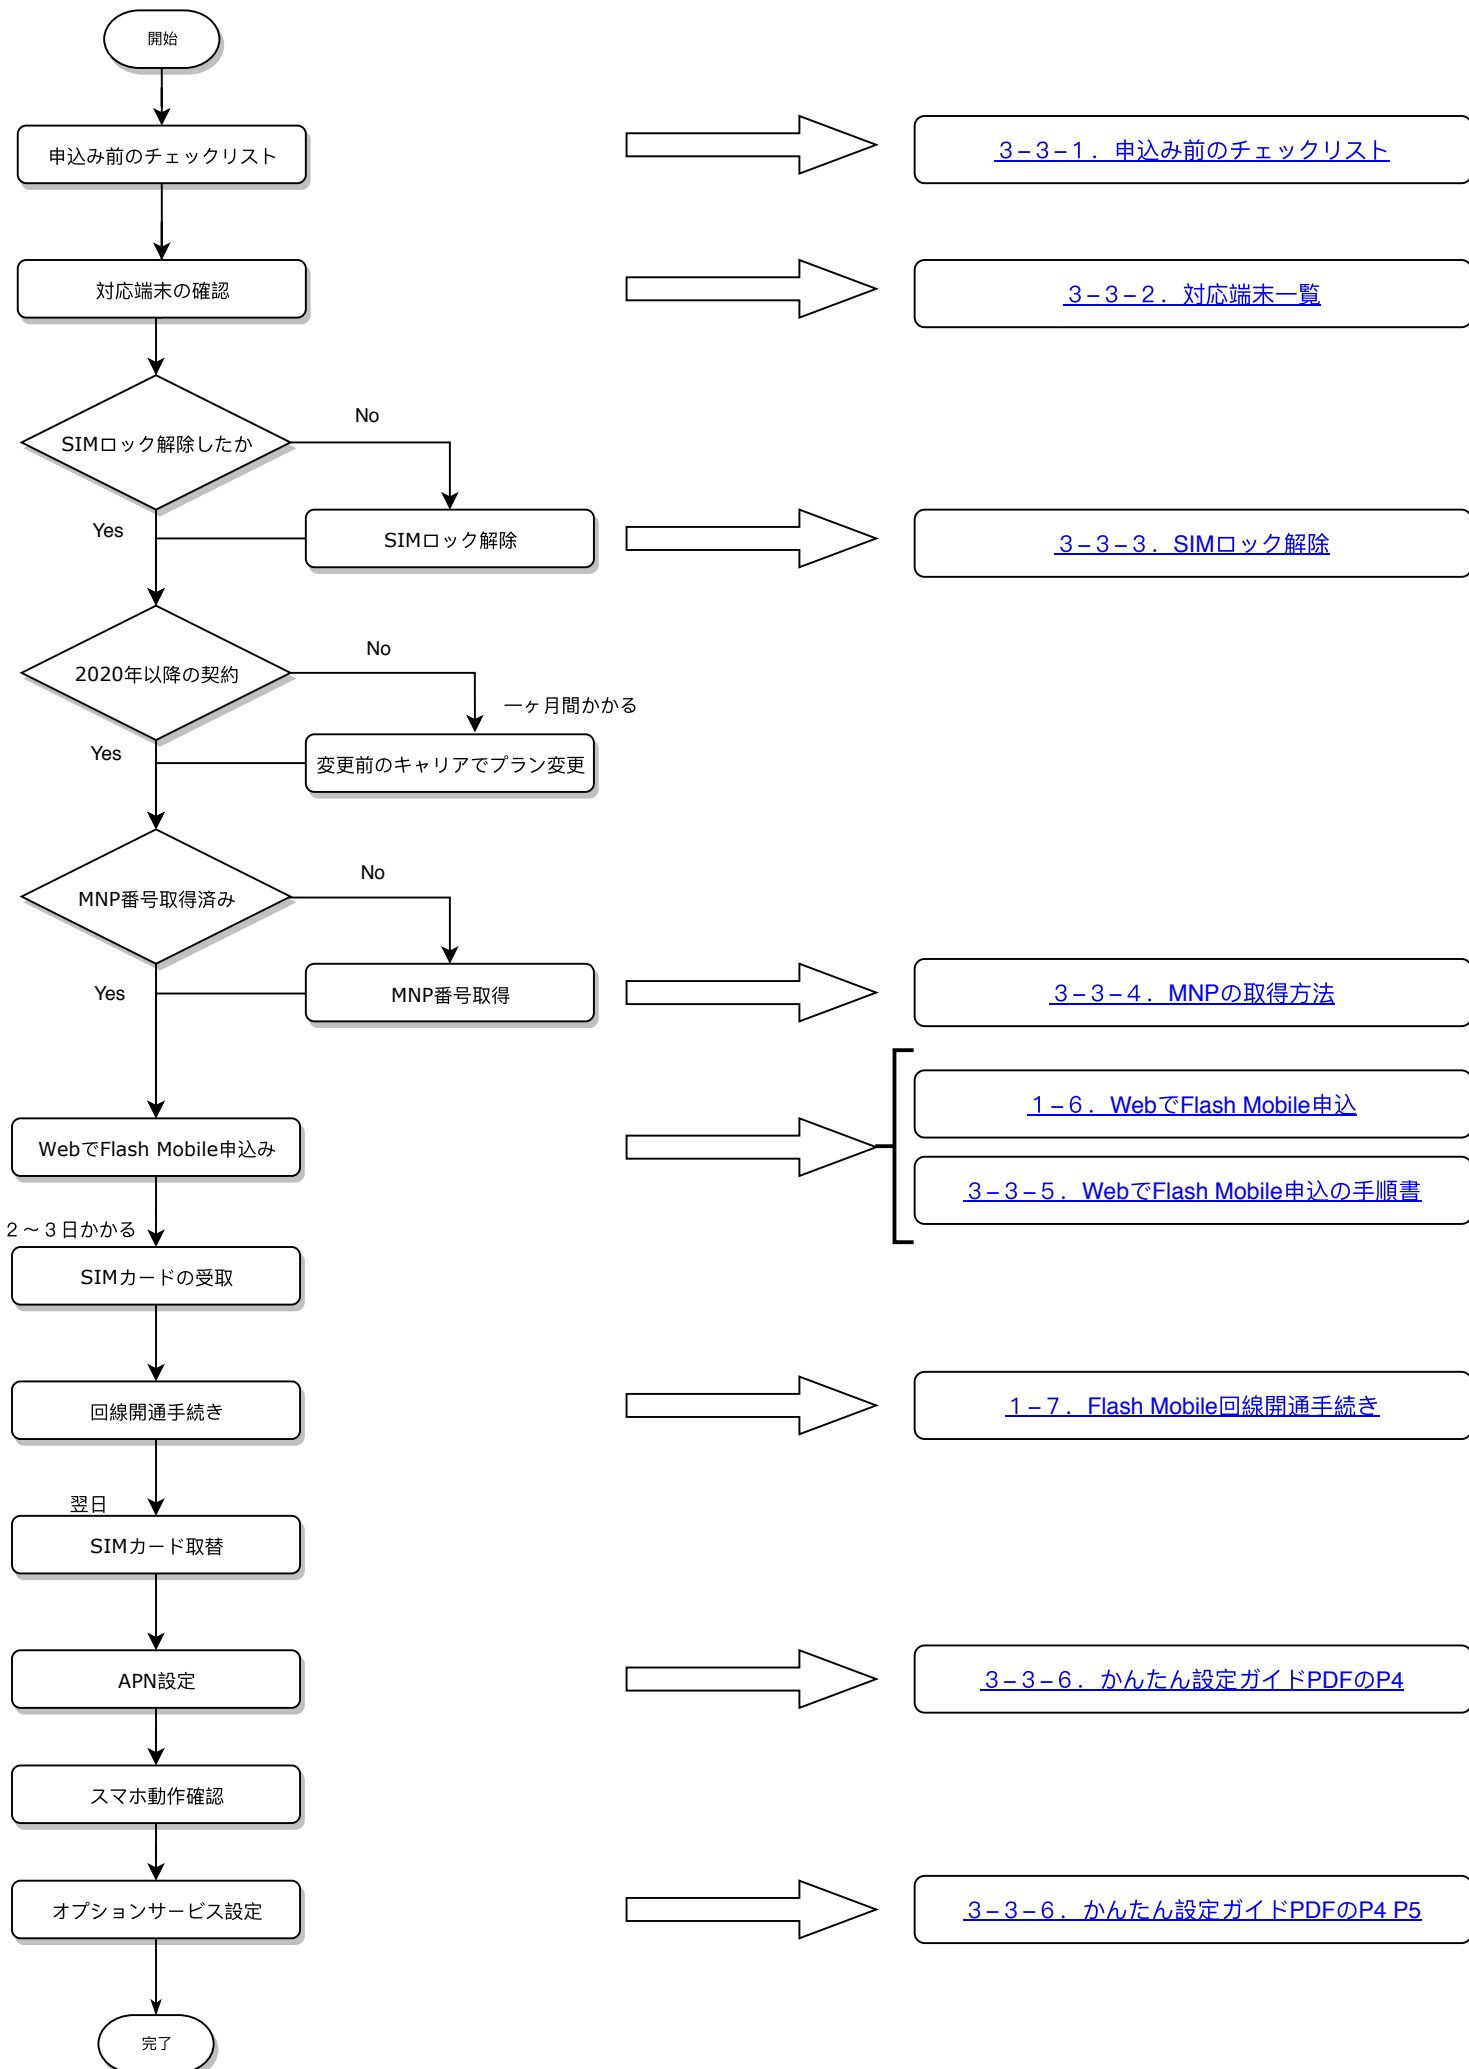 開始
申込み前のチェックリスト
３−３−１．申込み前のチェックリスト
対応端末の確認
３−３−２．対応端末一覧
SIMロック解除したか
No
Yes
SIMロック解除
３−３−３．SIMロック解除
2020年以降の契約
No
一ヶ月間かかる
Yes
変更前のキャリアでプラン変更
MNP番号取得済み
No
Yes
MNP番号取得
３−３−４．MNPの取得方法
１−６．WebでFlash Mobile申込
WebでFlash Mobile申込み
３−３−５．WebでFlash Mobile申込の手順書
２～３日かかる
SIMカードの受取
回線開通手続き
１−７．Flash Mobile回線開通手続き
翌日
SIMカード取替
APN設定
３−３−６．かんたん設定ガイドPDFのP4
スマホ動作確認
オプションサービス設定
３−３−６．かんたん設定ガイドPDFのP4 P5
完了